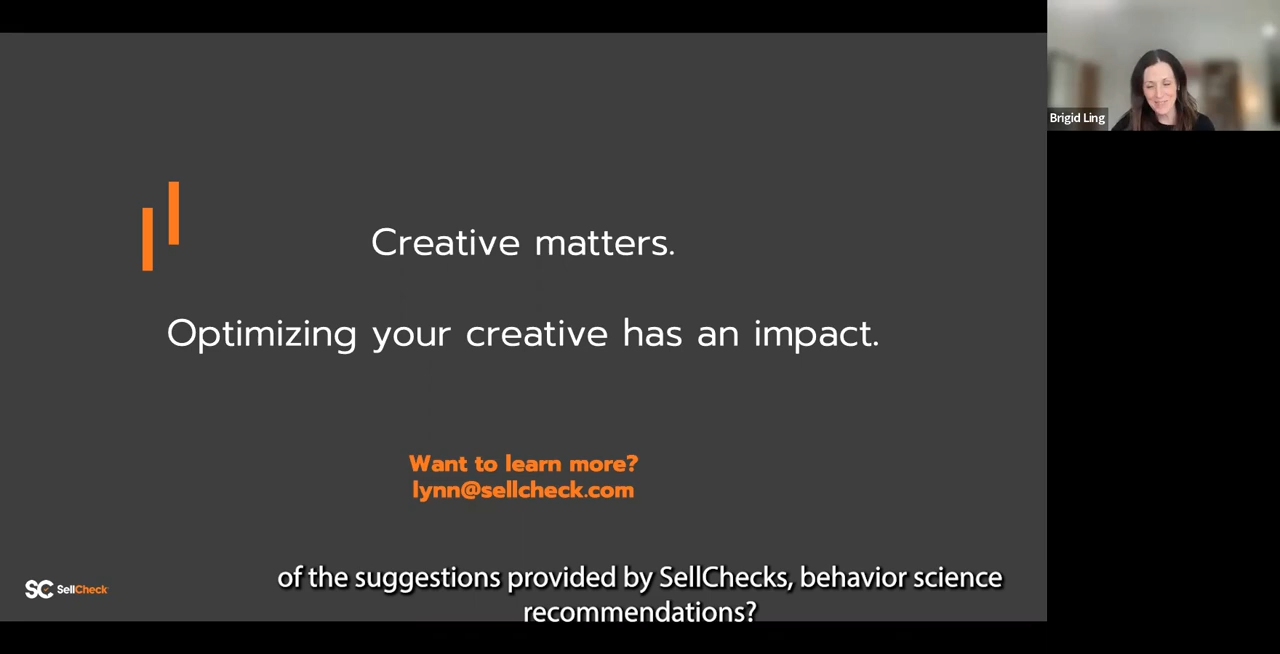 Brigid Ling
Creative matters.
Optimizing your creative has an impact.
Want to learn more?
lynn@sellcheck.com
SC SellCheck
of the suggestions provided by SellChecks, behavior science
recommendations?